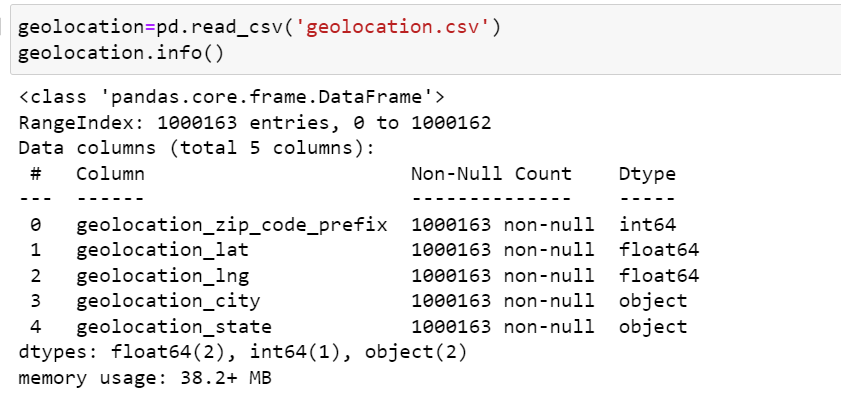 geolocation=pd.read_csv('geolocation.csv')
geolocation.info()
<class 'pandas.core.frame.DataFrame'>
RangeIndex: 1000163 entries, 0 to 1000162
Data columns (total 5 columns):
 #   Column                       Non-Null Count    Dtype
---  ------                       --------------    -----
 0   geolocation_zip_code_prefix  1000163 non-null  int64
 1   geolocation_lat              1000163 non-null  float64
 2   geolocation_lng              1000163 non-null  float64
 3   geolocation_city             1000163 non-null  object
 4   geolocation_state            1000163 non-null  object
dtypes: float64(2), int64(1), object(2)
memory usage: 38.2+ MB